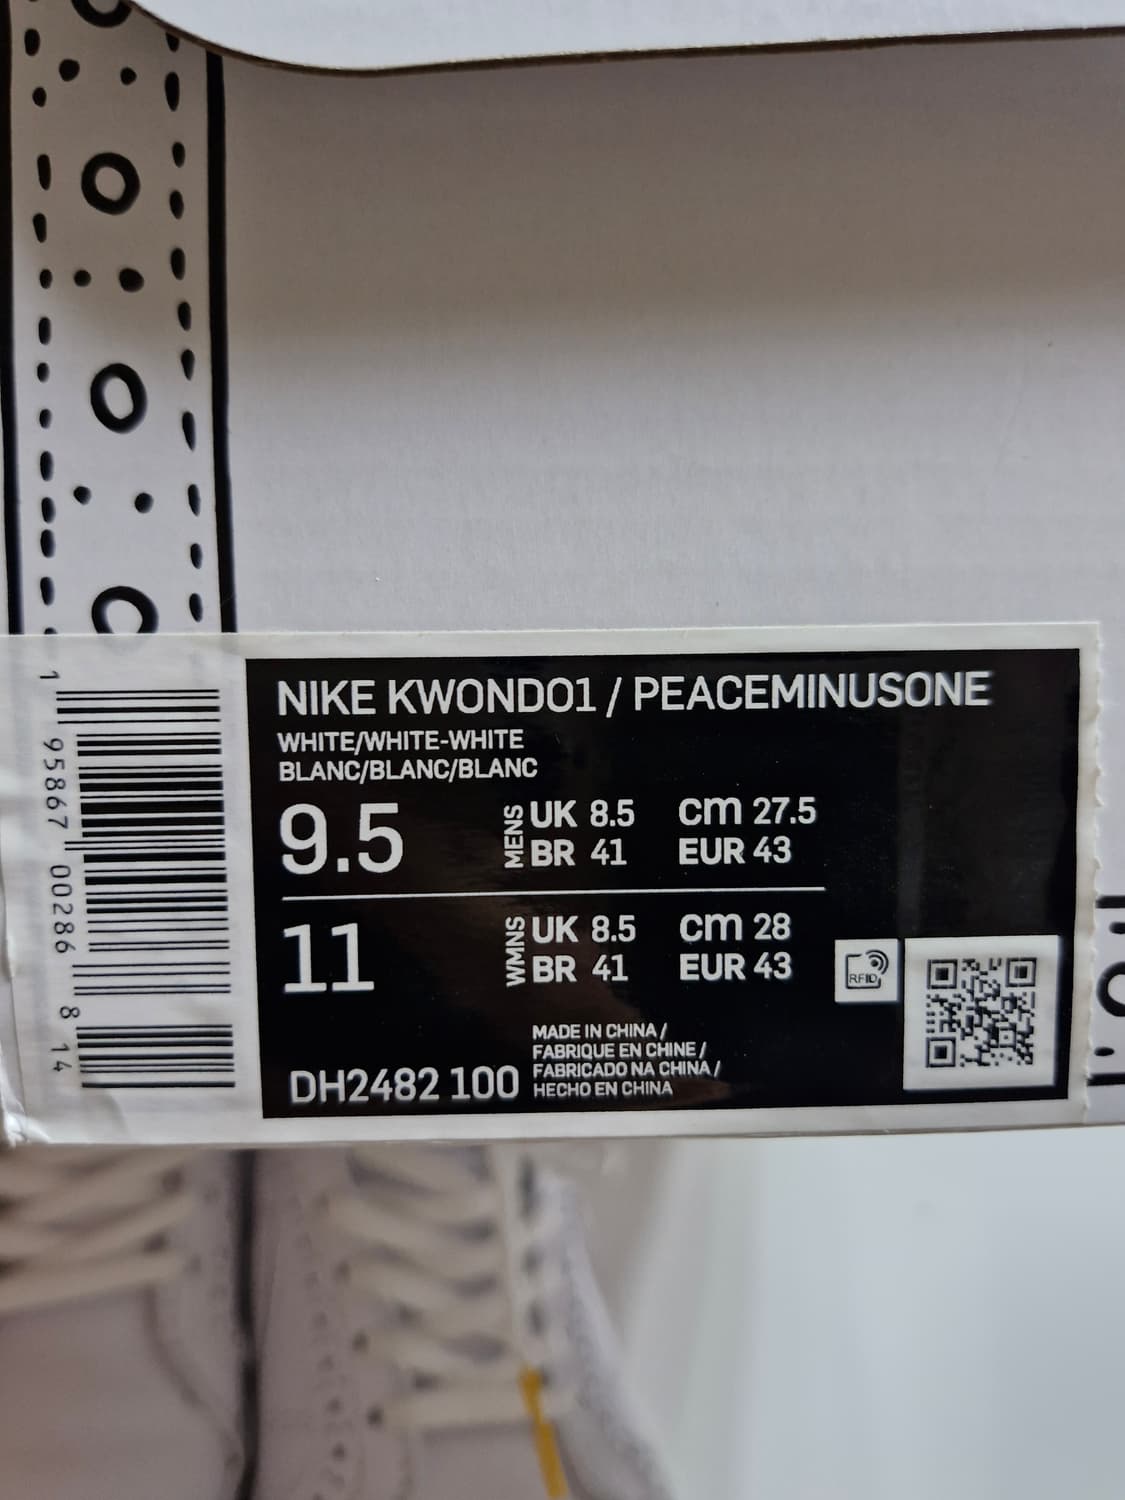 NIKE KWONDO1 / PEACEMINUSONE
WHITE/WHITE-WHITE
BLANC/BLANC/BLANC
9.5 MENS UK 8.5 cm 27.5
BR 41 EUR 43
11 WMNS UK 8.5 cm 28
BR 41 EUR 43
RFID
MADE IN CHINA /
FABRIQUE EN CHINE /
FABRICADO NA CHINA /
DH2482 100 HECHO EN CHINA
1 95867 00286 8 14